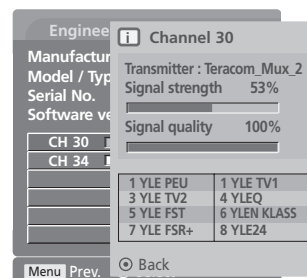 Enginee
Manufactur
Model / Typ
Serial No.
Software ve
CH 30
CH 34
Menu Prev.
i Channel 30
Transmitter : Teracom_Mux_2
Signal strength 53%
Signal quality 100%
1 YLE PEU 1 YLE TV1
3 YLE TV2 4 YLEQ
5 YLE FST 6 YLEN KLASS
7 YLE FSR+ 8 YLE24
Back